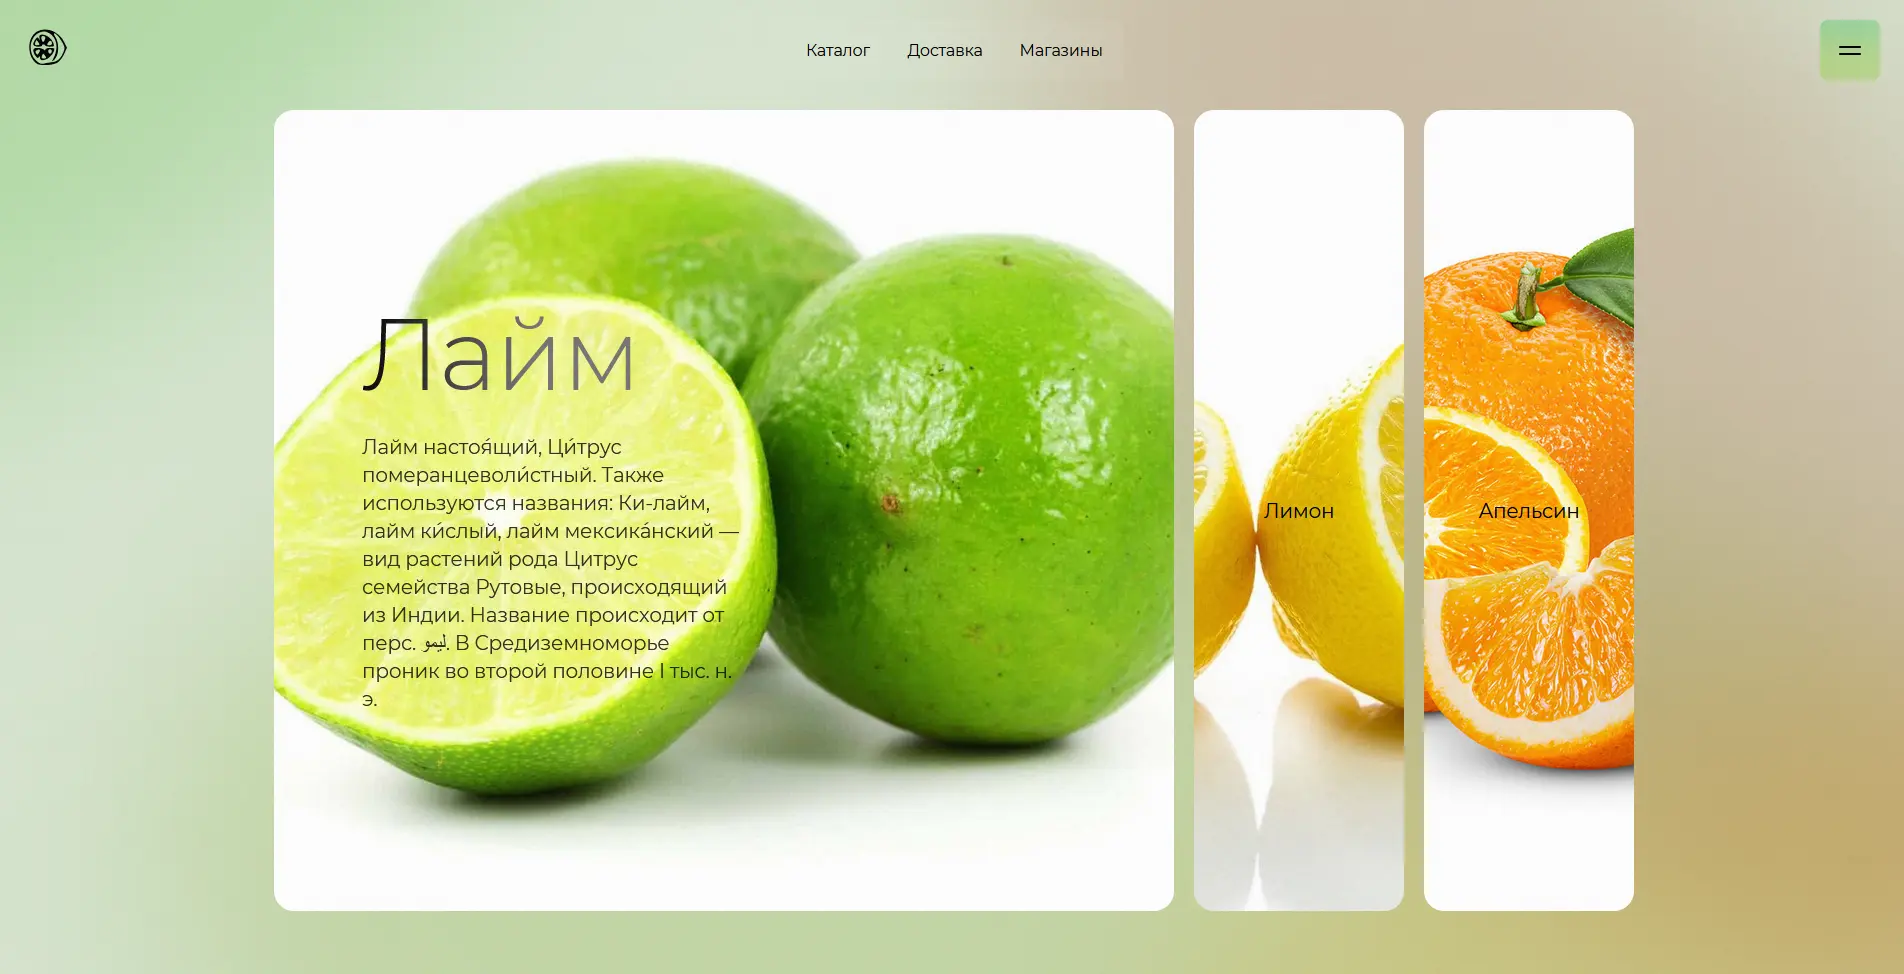 Каталог Доставка Магазины
Лайм
Лайм настоя́щий, Ци́трус
померанцеволи́стный. Также
используются названия: Ки-лайм,
лайм ки́слый, лайм мексика́нский —
вид растений рода Цитрус
семейства Рутовые, происходящий
из Индии. Название происходит от
перс. لیمو. В Средиземноморье
проник во второй половине I тыс. н.
э.
Лимон
Апельсин